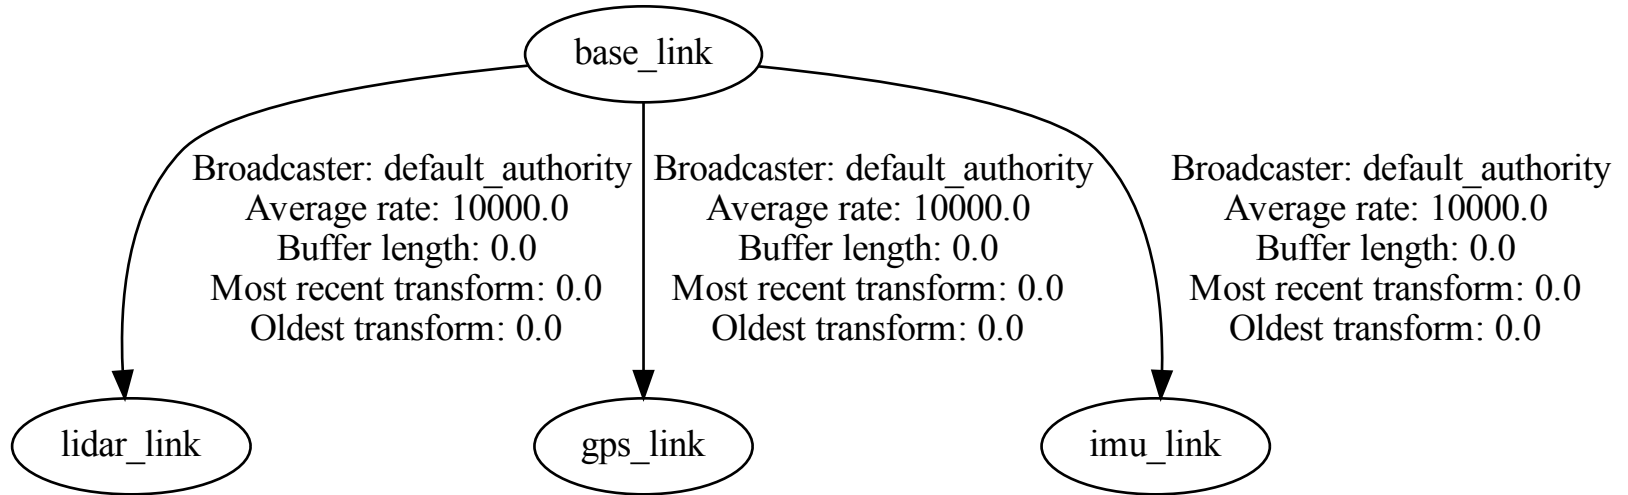 base_link
Broadcaster: default_authority
Average rate: 10000.0
Buffer length: 0.0
Most recent transform: 0.0
Oldest transform: 0.0
Broadcaster: default_authority
Average rate: 10000.0
Buffer length: 0.0
Most recent transform: 0.0
Oldest transform: 0.0
Broadcaster: default_authority
Average rate: 10000.0
Buffer length: 0.0
Most recent transform: 0.0
Oldest transform: 0.0
lidar_link
gps_link
imu_link